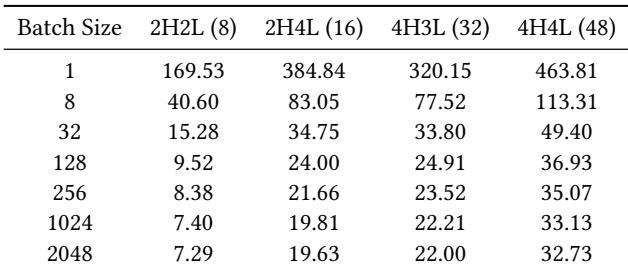 Batch Size 2H2L (8) 2H4L (16) 4H3L (32) 4H4L (48)
1 169.53 384.84 320.15 463.81
8 40.60 83.05 77.52 113.31
32 15.28 34.75 33.80 49.40
128 9.52 24.00 24.91 36.93
256 8.38 21.66 23.52 35.07
1024 7.40 19.81 22.21 33.13
2048 7.29 19.63 22.00 32.73